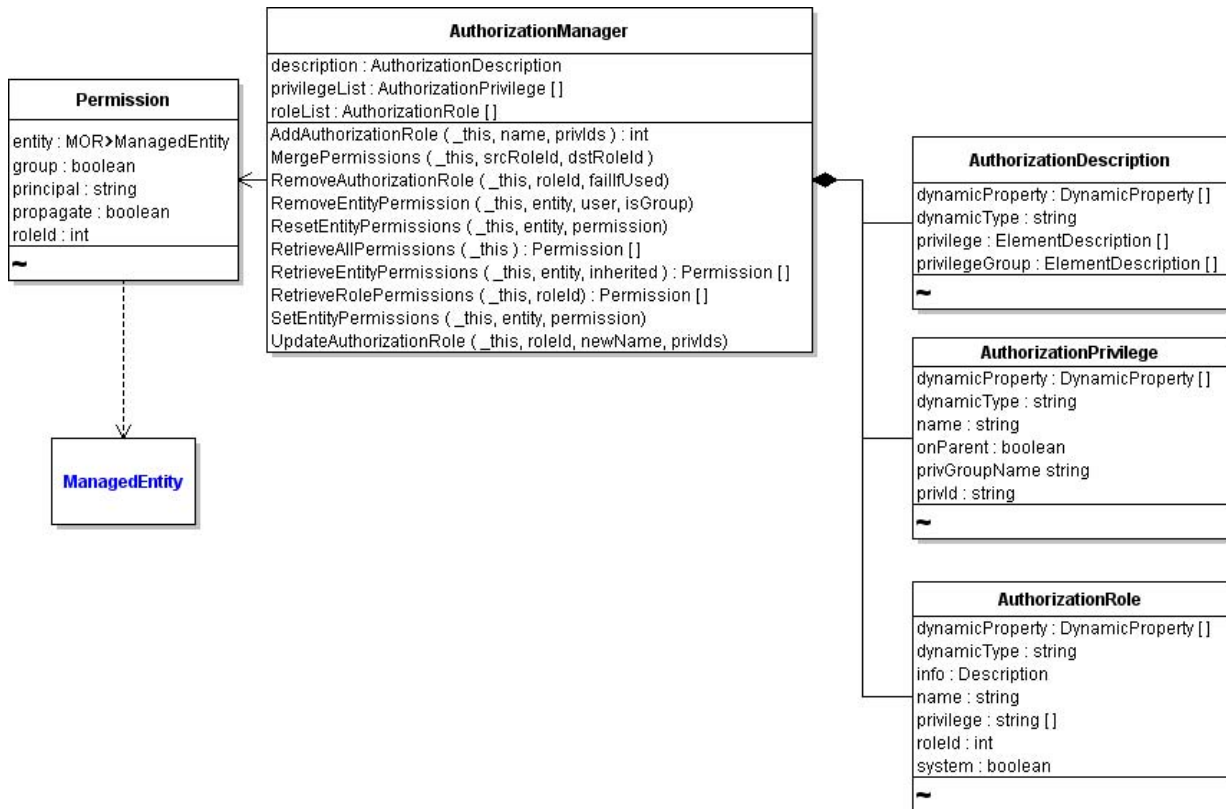 AuthorizationManager
description : AuthorizationDescription
privilegeList : AuthorizationPrivilege [ ]
roleList : AuthorizationRole [ ]
AddAuthorizationRole ( _this, name, privIds ) : int
MergePermissions ( _this, srcRoleId, dstRoleId )
RemoveAuthorizationRole ( _this, roleId, failIfUsed)
RemoveEntityPermission ( _this, entity, user, isGroup)
ResetEntityPermissions ( _this, entity, permission)
RetrieveAllPermissions ( _this ) : Permission [ ]
RetrieveEntityPermissions ( _this, entity, inherited ) : Permission [ ]
RetrieveRolePermissions ( _this, roleId) : Permission [ ]
SetEntityPermissions ( _this, entity, permission)
UpdateAuthorizationRole ( _this, roleId, newName, privIds)
Permission
entity : MOR>ManagedEntity
group : boolean
principal : string
propagate : boolean
roleId : int
~
ManagedEntity
AuthorizationDescription
dynamicProperty : DynamicProperty [ ]
dynamicType : string
privilege : ElementDescription [ ]
privilegeGroup : ElementDescription [ ]
~
AuthorizationPrivilege
dynamicProperty : DynamicProperty [ ]
dynamicType : string
name : string
onParent : boolean
privGroupName string
privId : string
~
AuthorizationRole
dynamicProperty : DynamicProperty [ ]
dynamicType : string
info : Description
name : string
privilege : string [ ]
roleId : int
system : boolean
~